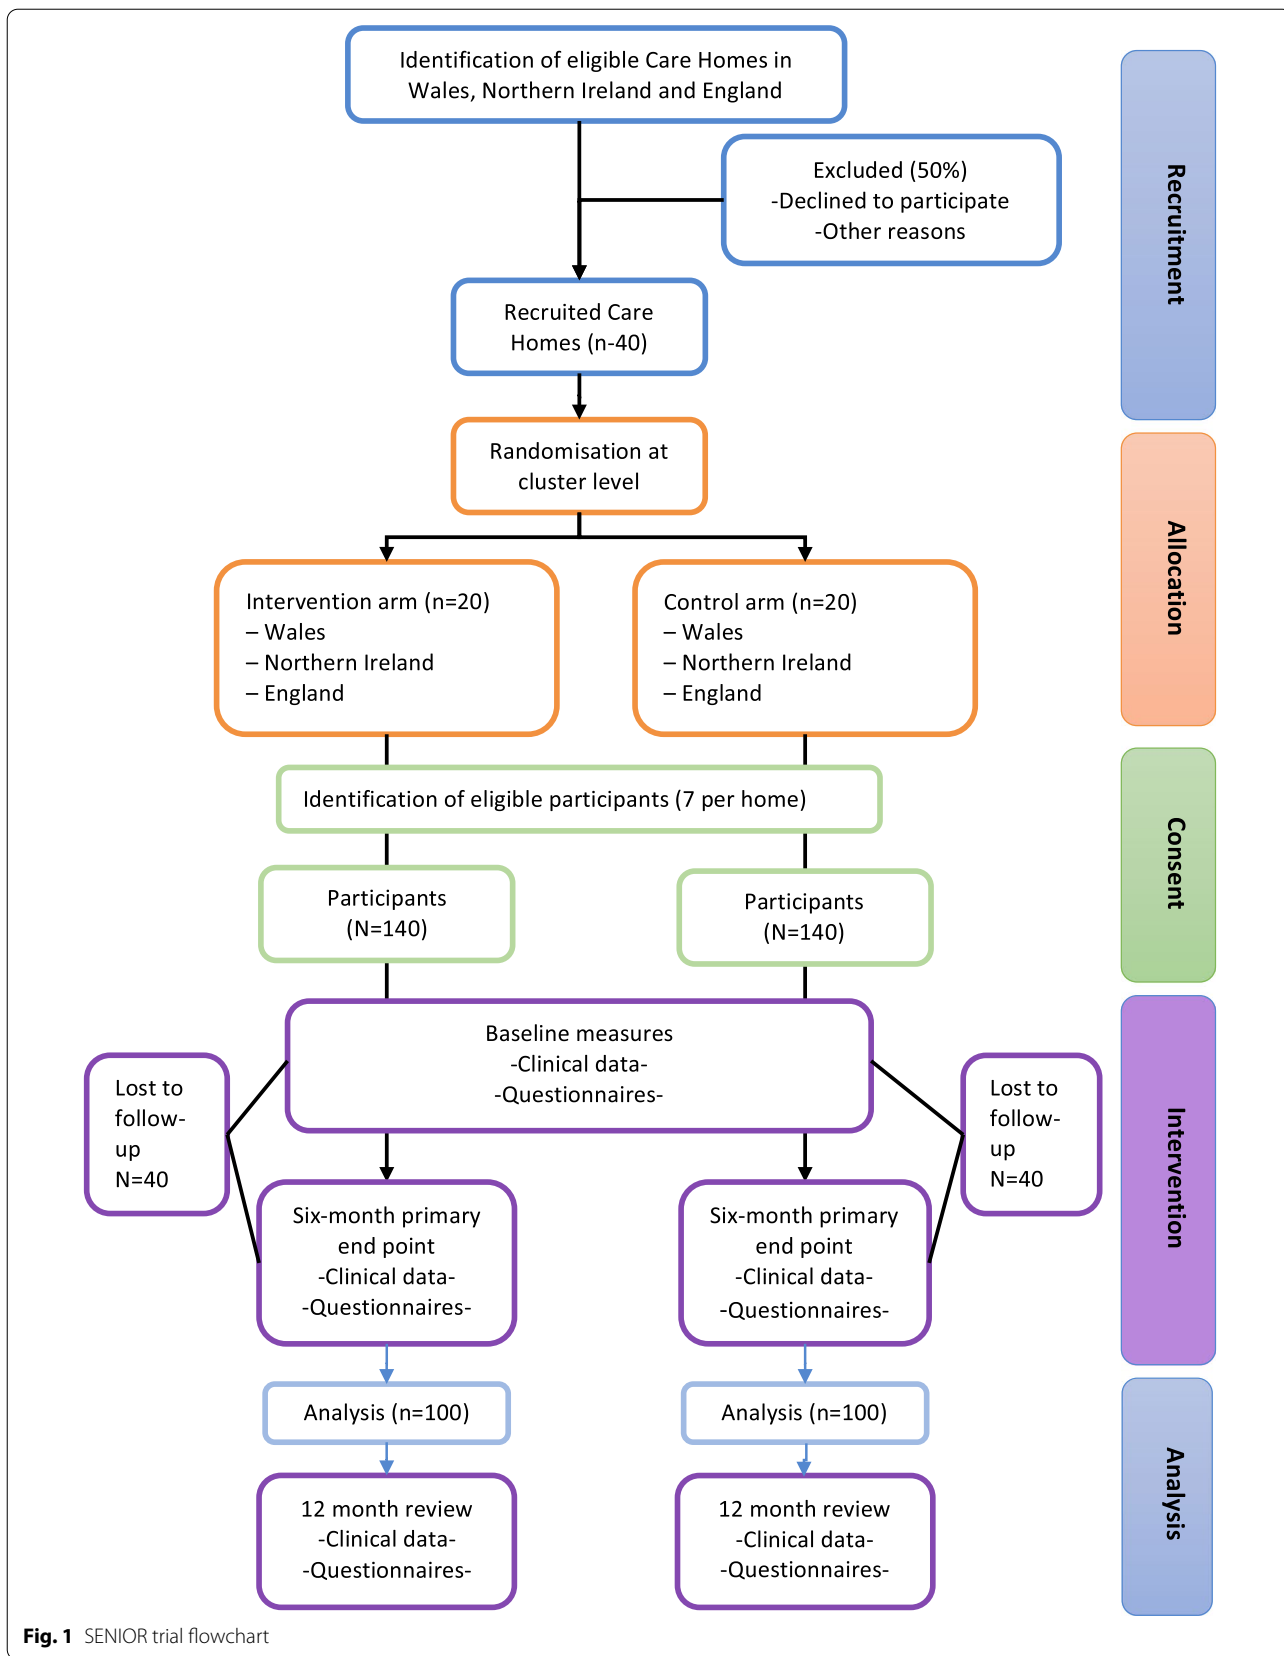 Identification of eligible Care Homes in
Wales, Northern Ireland and England
Excluded (50%)
-Declined to participate
-Other reasons
Recruited Care
Homes (n-40)
Recruitment
Randomisation at
cluster level
Intervention arm (n=20)
– Wales
– Northern Ireland
– England
Control arm (n=20)
– Wales
– Northern Ireland
– England
Allocation
Identification of eligible participants (7 per home)
Participants
(N=140)
Participants
(N=140)
Consent
Baseline measures
-Clinical data-
-Questionnaires-
Lost to
follow-
up
N=40
Lost to
follow-
up
N=40
Six-month primary
end point
-Clinical data-
-Questionnaires-
Six-month primary
end point
-Clinical data-
-Questionnaires-
Intervention
Analysis (n=100)
Analysis (n=100)
12 month review
-Clinical data-
-Questionnaires-
12 month review
-Clinical data-
-Questionnaires-
Analysis
Fig. 1 SENIOR trial flowchart